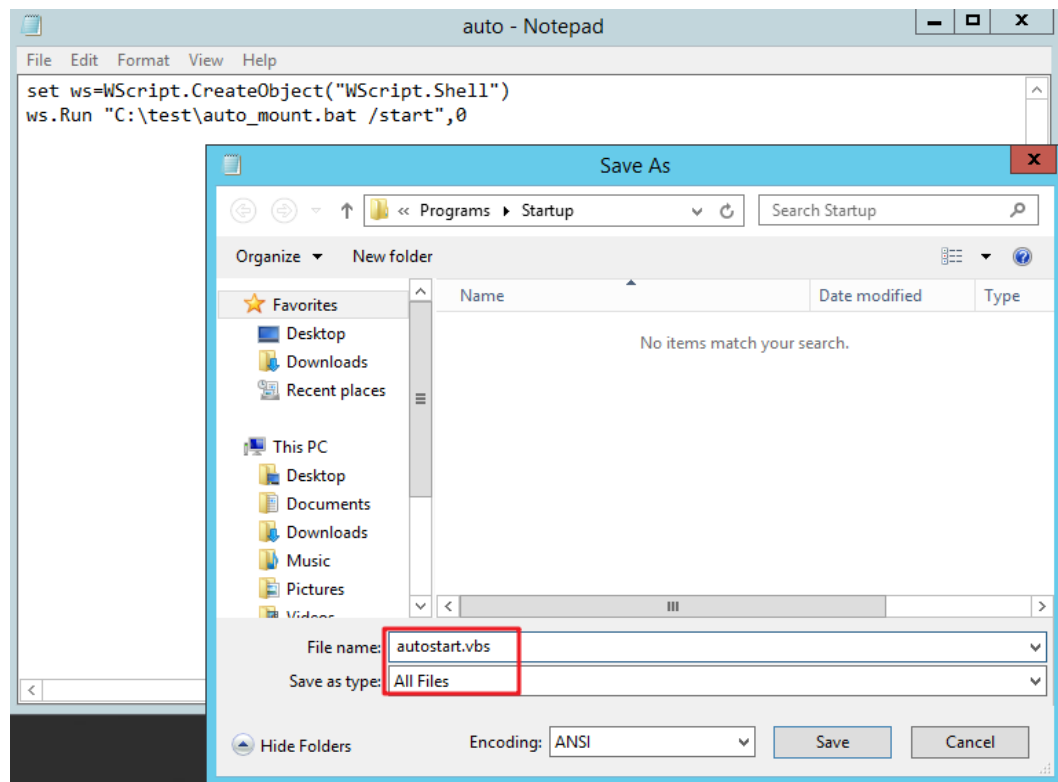 auto - Notepad
File Edit Format View Help
set ws=WScript.CreateObject("WScript.Shell")
ws.Run "C:\test\auto_mount.bat /start",0
Save As
« Programs Startup
Search Startup
Organize New folder
Name Date modified Type
No items match your search.
Favorites
Desktop
Downloads
Recent places
This PC
Desktop
Documents
Downloads
Music
Pictures
Videos
File name: autostart.vbs
Save as type: All Files
Hide Folders Encoding: ANSI Save Cancel